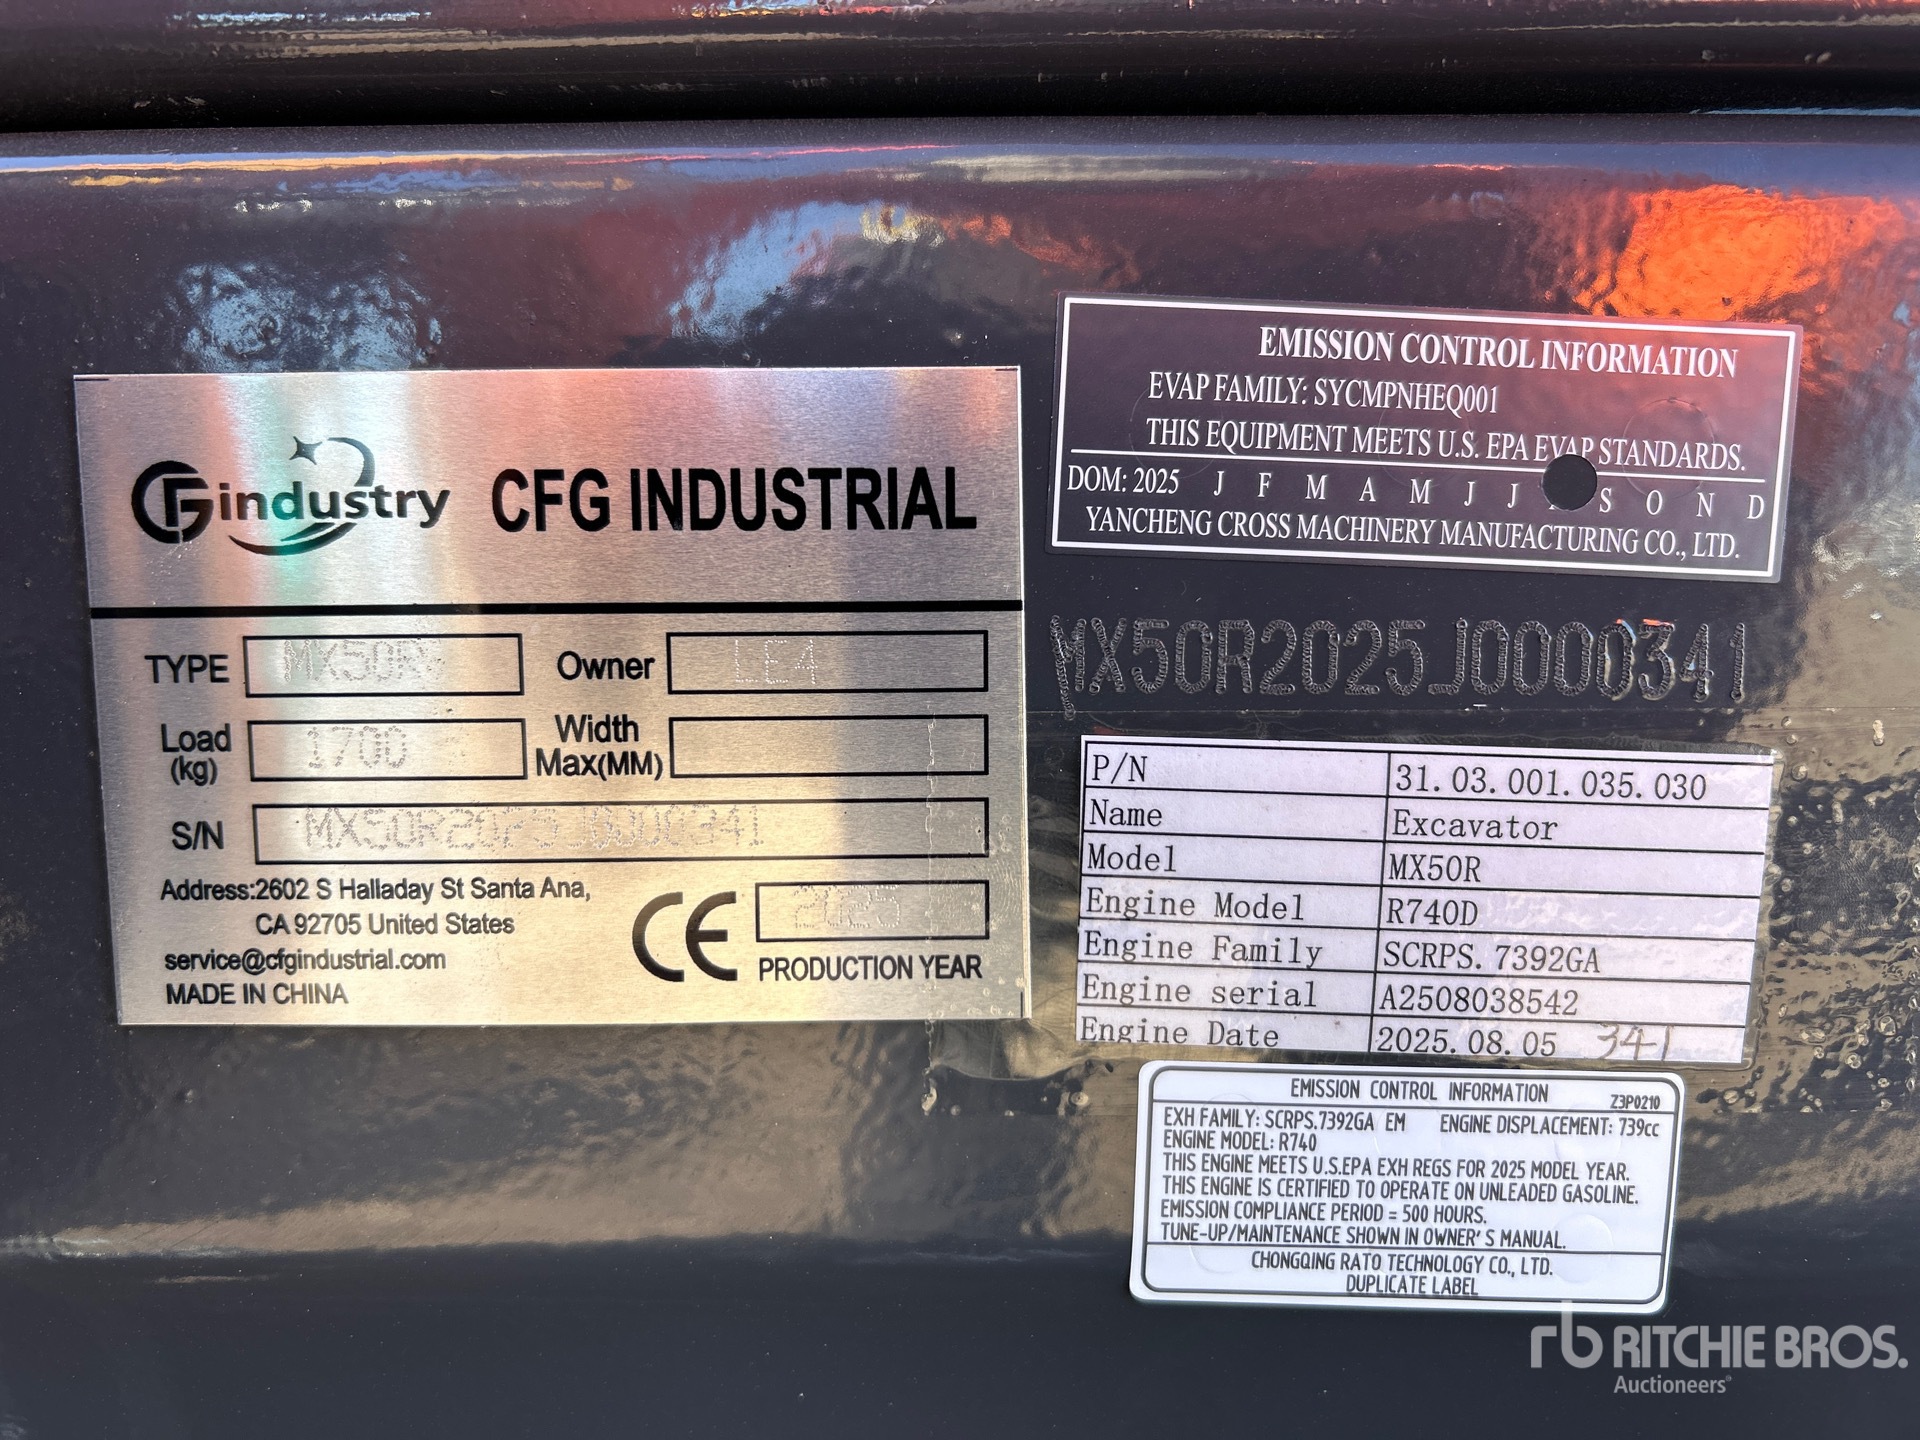 CFG industry CFG INDUSTRIAL
TYPE MX50R Owner LE4
Load (kg) 1700 Width Max(MM)
S/N MX50R2025J0000341
Address:2602 S Halladay St Santa Ana,
CA 92705 United States
service@cfgindustrial.com
MADE IN CHINA
CE 2025
PRODUCTION YEAR
EMISSION CONTROL INFORMATION
EVAP FAMILY: SYCMPNHEQ001
THIS EQUIPMENT MEETS U.S. EPA EVAP STANDARDS.
DOM: 2025 J F M A M J J S O N D
YANCHENG CROSS MACHINERY MANUFACTURING CO., LTD.
MX50R2025J0000341
P/N 31.03.001.035.030
Name Excavator
Model MX50R
Engine Model R740D
Engine Family SCRPS.7392GA
Engine serial A2508038542
Engine Date 2025.08.05 341
EMISSION CONTROL INFORMATION Z3P0210
EXH FAMILY: SCRPS.7392GA EM ENGINE DISPLACEMENT: 739cc
ENGINE MODEL: R740
THIS ENGINE MEETS U.S.EPA EXH REGS FOR 2025 MODEL YEAR.
THIS ENGINE IS CERTIFIED TO OPERATE ON UNLEADED GASOLINE.
EMISSION COMPLIANCE PERIOD = 500 HOURS.
TUNE-UP/MAINTENANCE SHOWN IN OWNER'S MANUAL.
CHONGQING RATO TECHNOLOGY CO., LTD.
DUPLICATE LABEL
rb RITCHIE BROS.
Auctioneers®